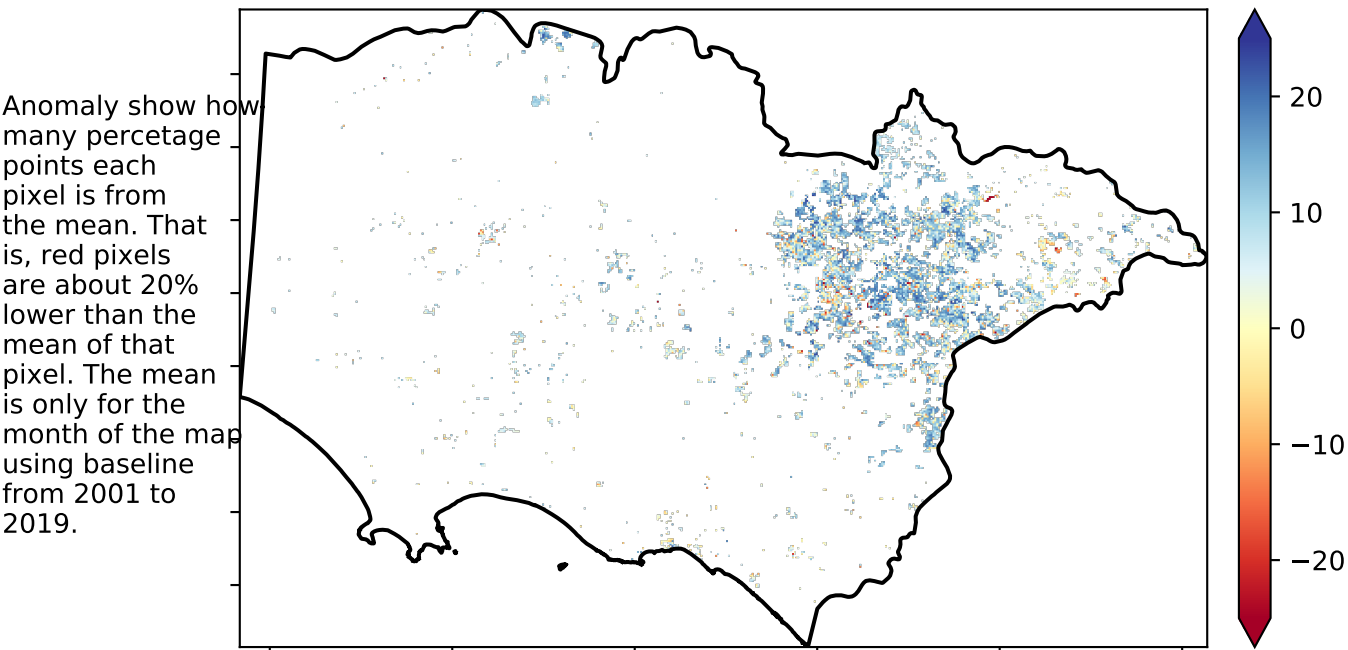 Anomaly show how
many percetage
points each
pixel is from
the mean. That
is, red pixels
are about 20%
lower than the
mean of that
pixel. The mean
is only for the
month of the map
using baseline
from 2001 to
2019.
20
10
0
−10
−20